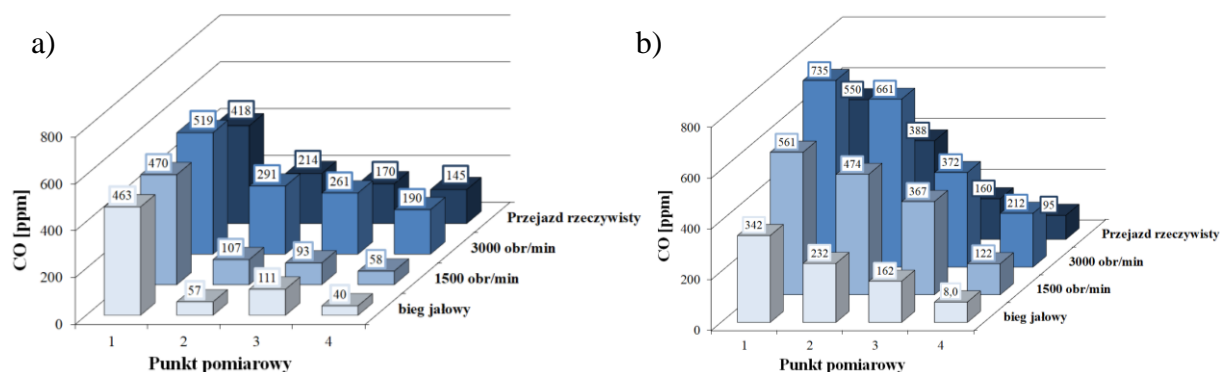 a)
418
519
470
463
214
291
170
145
261
190
107
93
58
57
111
40
800
600
400
200
0
CO [ppm]
1 2 3 4
Punkt pomiarowy
Przejazd rzeczywisty
3000 obr/min
1500 obr/min
bieg jałowy
b)
735
550
661
561
388
474
372
367
342
232
162
160
212
95
122
8,0
800
600
400
200
0
CO [ppm]
1 2 3 4
Punkt pomiarowy
Przejazd rzeczywisty
3000 obr/min
1500 obr/min
bieg jałowy